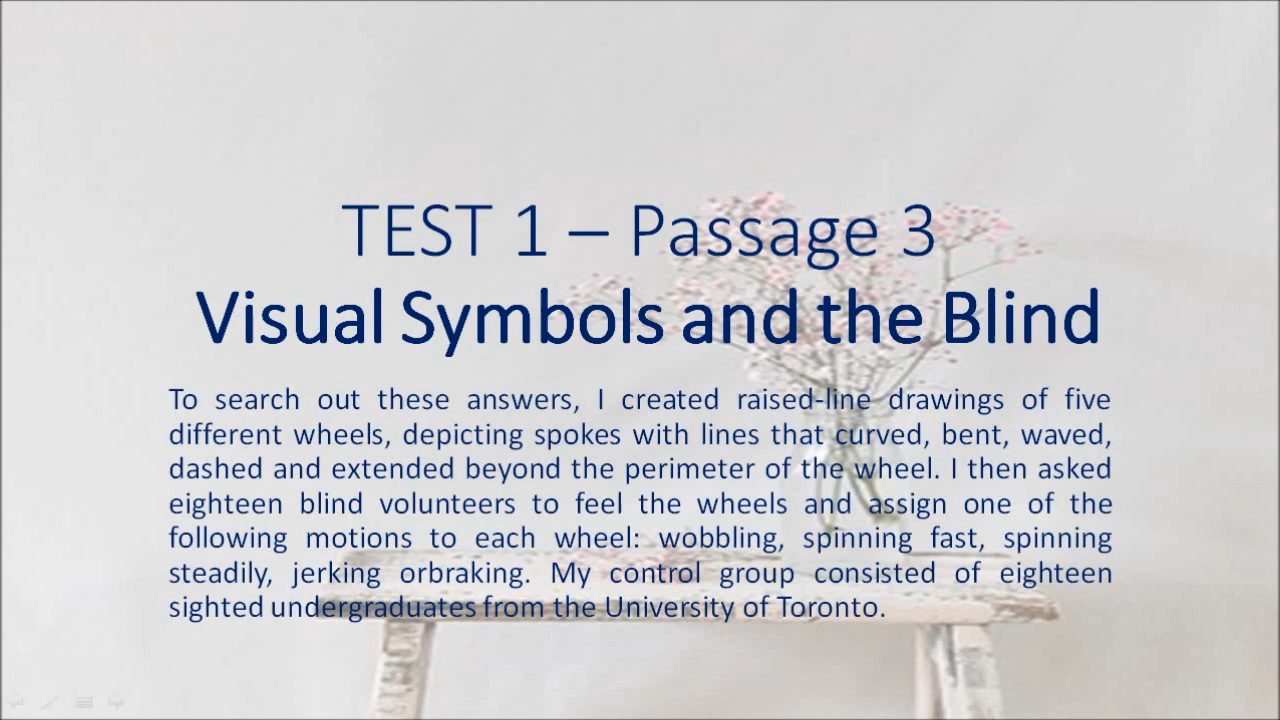 TEST 1 – Passage 3
Visual Symbols and the Blind
To search out these answers, I created raised-line drawings of five
different wheels, depicting spokes with lines that curved, bent, waved,
dashed and extended beyond the perimeter of the wheel. I then asked
eighteen blind volunteers to feel the wheels and assign one of the
following motions to each wheel: wobbling, spinning fast, spinning
steadily, jerking orbraking. My control group consisted of eighteen
sighted undergraduates from the University of Toronto.